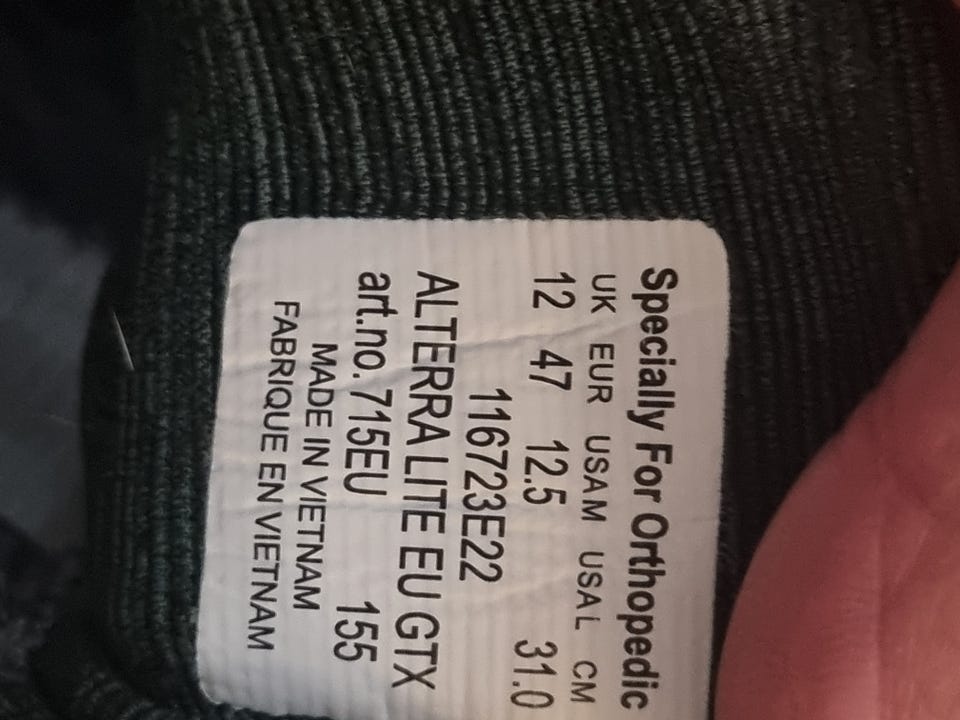 Specially For Orthopedic
UK EUR USAM USAL CM
12 47 12.5 31.0
116723E22
ALTERRA LITE EU GTX
art.no. 715EU 155
MADE IN VIETNAM
FABRIQUE EN VIETNAM